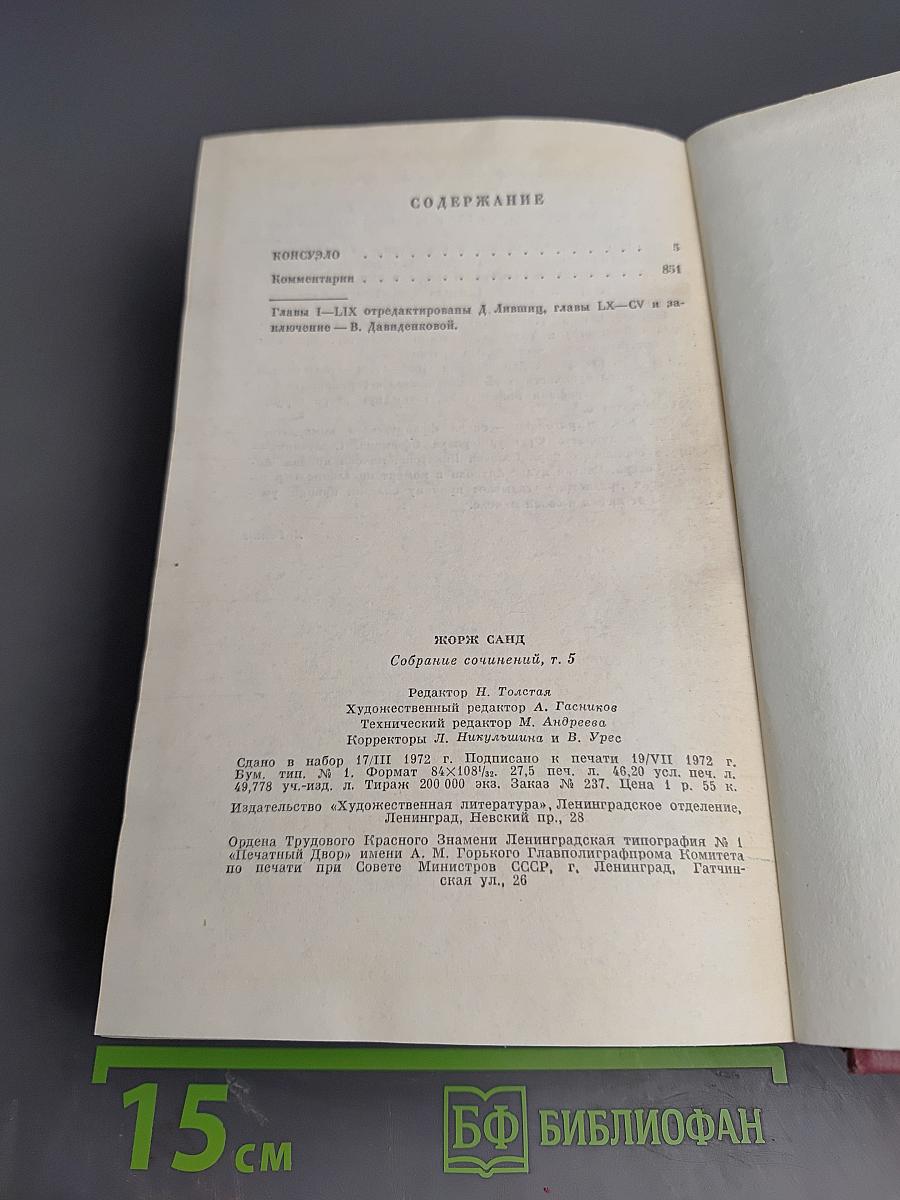 СОДЕРЖАНИЕ
КОНСУЭЛО . . . . . . . . . . . . . . . . . . 5
Комментарии . . . . . . . . . . . . . . . . . 851
Главы I—LIX отредактированы Д. Лившиц, главы LX—CV и за-
ключение — В. Давиденковой.
ЖОРЖ САНД
Собрание сочинений, т. 5
Редактор Н. Толстая
Художественный редактор А. Гасников
Технический редактор М. Андреева
Корректоры Л. Никульшина и В. Урес
Сдано в набор 17/III 1972 г. Подписано к печати 19/VII 1972 г.
Бум. тип. № 1. Формат 84×108¹/₃₂. 27,5 печ. л. 46,20 усл. печ. л.
49,778 уч.-изд. л. Тираж 200 000 экз. Заказ № 237. Цена 1 р. 55 к.
Издательство «Художественная литература», Ленинградское отделение,
Ленинград, Невский пр., 28
Ордена Трудового Красного Знамени Ленинградская типография № 1
«Печатный Двор» имени А. М. Горького Главполиграфпрома Комитета
по печати при Совете Министров СССР, г. Ленинград, Гатчин-
ская ул., 26
15 см
БФ БИБЛИОФАН